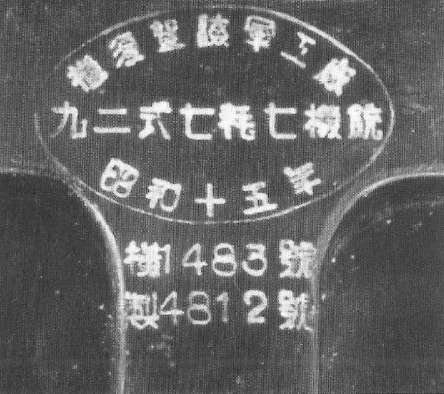 横須賀海軍工廠
九二式七粍七機銃
昭和十五年
横1483號
製4812號